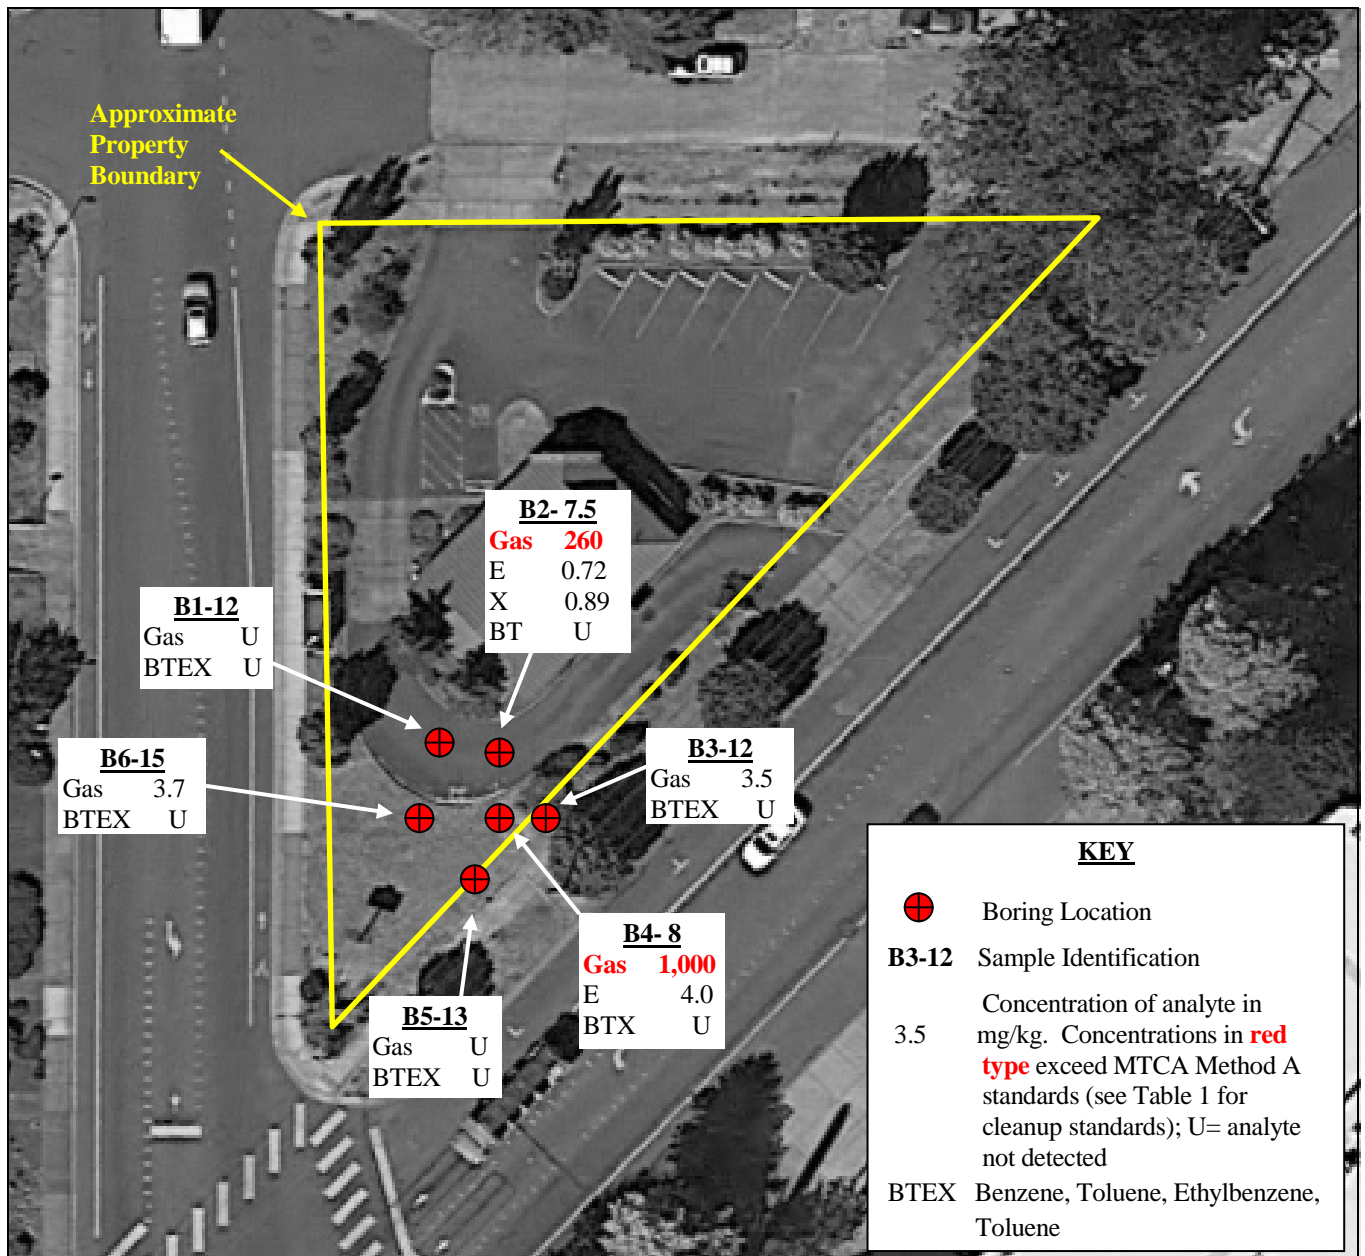 Approximate
Property
Boundary
B2- 7.5
Gas 260
E 0.72
X 0.89
BT U
B1-12
Gas U
BTEX U
B6-15
Gas 3.7
BTEX U
B3-12
Gas 3.5
BTEX U
B4- 8
Gas 1,000
E 4.0
BTX U
B5-13
Gas U
BTEX U
KEY
Boring Location
B3-12 Sample Identification
3.5 Concentration of analyte in
mg/kg. Concentrations in red
type exceed MTCA Method A
standards (see Table 1 for
cleanup standards); U= analyte
not detected
BTEX Benzene, Toluene, Ethylbenzene,
Toluene